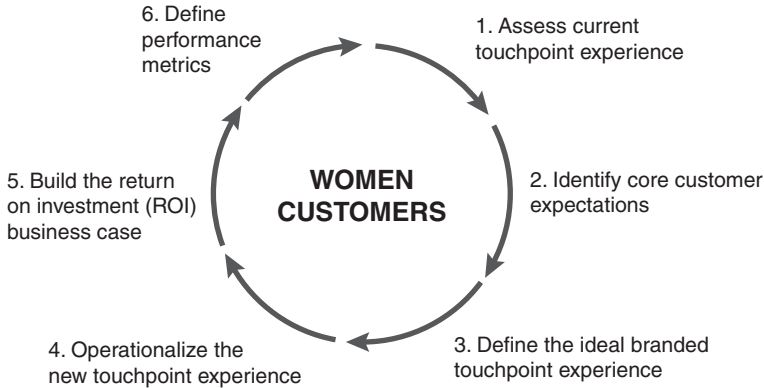 1. Assess current
touchpoint experience
2. Identify core customer
expectations
3. Define the ideal branded
touchpoint experience
4. Operationalize the
new touchpoint experience
5. Build the return
on investment (ROI)
business case
6. Define
performance
metrics
WOMEN
CUSTOMERS